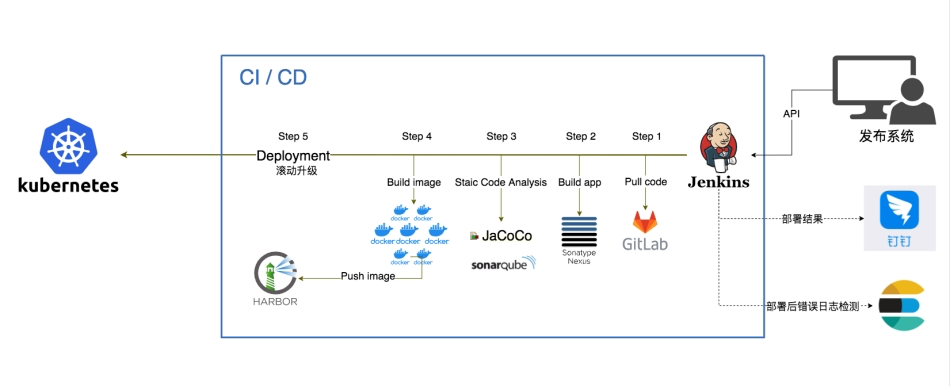 CI / CD
Step 5
Step 4
Step 3
Step 2
Step 1
API
发布系统
Deployment
滚动升级
kubernetes
Build image
Staic Code Analysis
Build app
Pull code
Jenkins
docker
docker
docker
docker
docker
docker
docker
JaCoCo
sonarqube
Sonatype
Nexus
GitLab
部署结果
钉钉
Push image
HARBOR
部署后错误日志检测